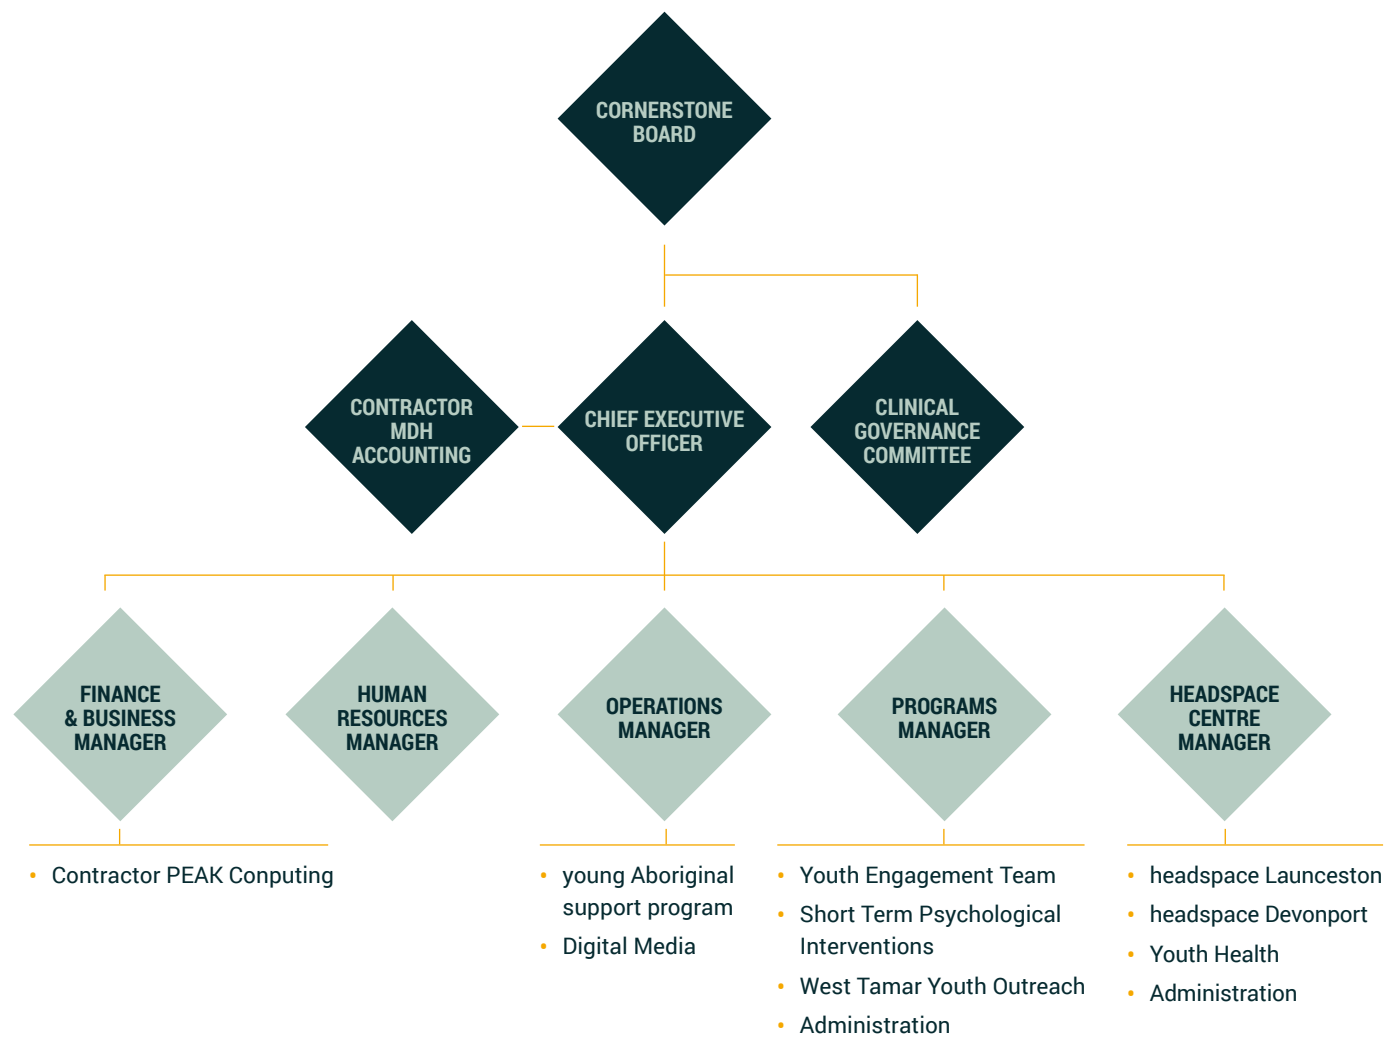 CORNERSTONE
BOARD
CONTRACTOR
MDH
ACCOUNTING
CHIEF EXECUTIVE
OFFICER
CLINICAL
GOVERNANCE
COMMITTEE
FINANCE
& BUSINESS
MANAGER
HUMAN
RESOURCES
MANAGER
OPERATIONS
MANAGER
PROGRAMS
MANAGER
HEADSPACE
CENTRE
MANAGER
• Contractor PEAK Conputing
• young Aboriginal
support program
• Digital Media
• Youth Engagement Team
• Short Term Psychological
Interventions
• West Tamar Youth Outreach
• Administration
• headspace Launceston
• headspace Devonport
• Youth Health
• Administration